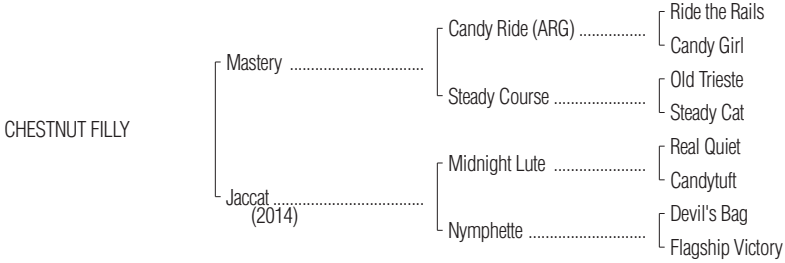 Ride the Rails
Candy Ride (ARG) ................
Candy Girl
Mastery ................................
Old Trieste
Steady Course ......................
Steady Cat
CHESTNUT FILLY
Real Quiet
Midnight Lute ......................
Candytuft
Jaccat ....................................
(2014)
Devil's Bag
Nymphette ............................
Flagship Victory